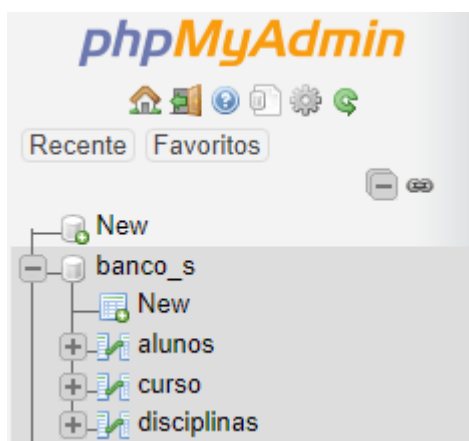 phpMyAdmin
Recente Favoritos
New
banco_s
New
alunos
curso
disciplinas